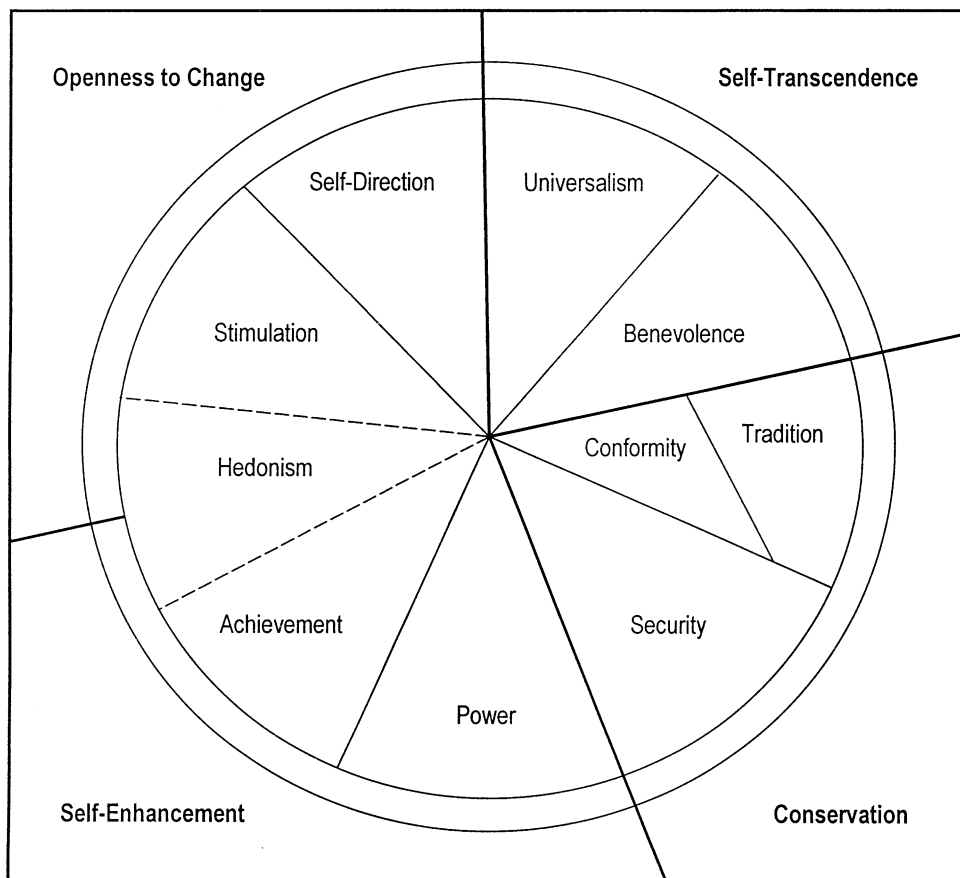 Openness to Change
Self-Transcendence
Self-Direction
Universalism
Stimulation
Benevolence
Conformity
Tradition
Hedonism
Achievement
Security
Power
Self-Enhancement
Conservation